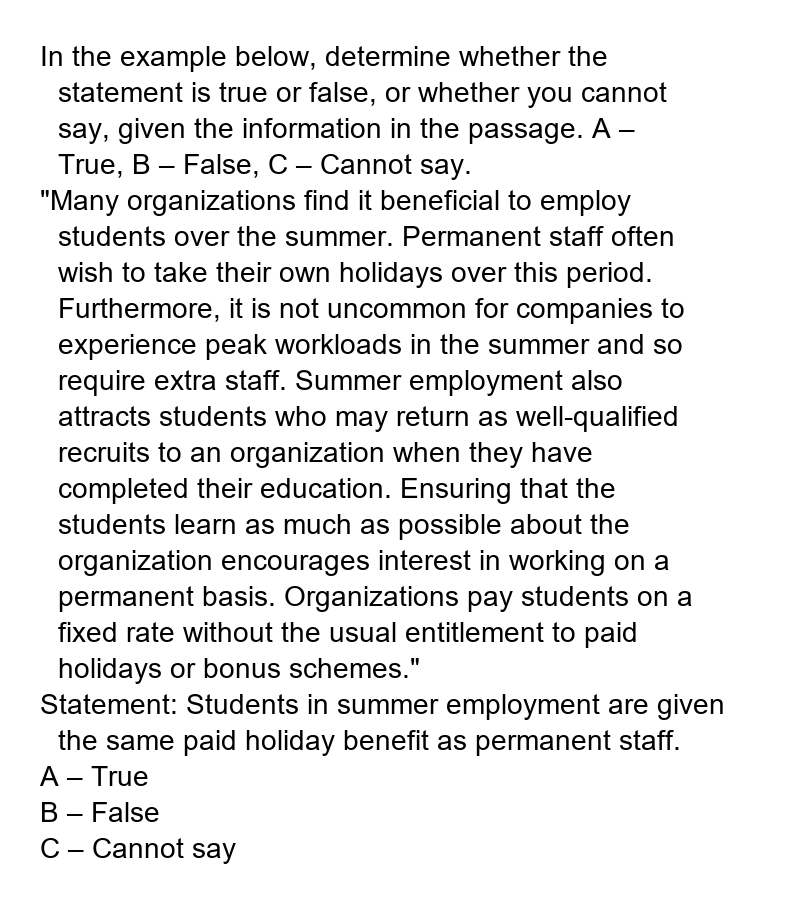 In the example below, determine whether the
statement is true or false, or whether you cannot
say, given the information in the passage. A –
True, B – False, C – Cannot say.
"Many organizations find it beneficial to employ
students over the summer. Permanent staff often
wish to take their own holidays over this period.
Furthermore, it is not uncommon for companies to
experience peak workloads in the summer and so
require extra staff. Summer employment also
attracts students who may return as well-qualified
recruits to an organization when they have
completed their education. Ensuring that the
students learn as much as possible about the
organization encourages interest in working on a
permanent basis. Organizations pay students on a
fixed rate without the usual entitlement to paid
holidays or bonus schemes."
Statement: Students in summer employment are given
the same paid holiday benefit as permanent staff.
A – True
B – False
C – Cannot say